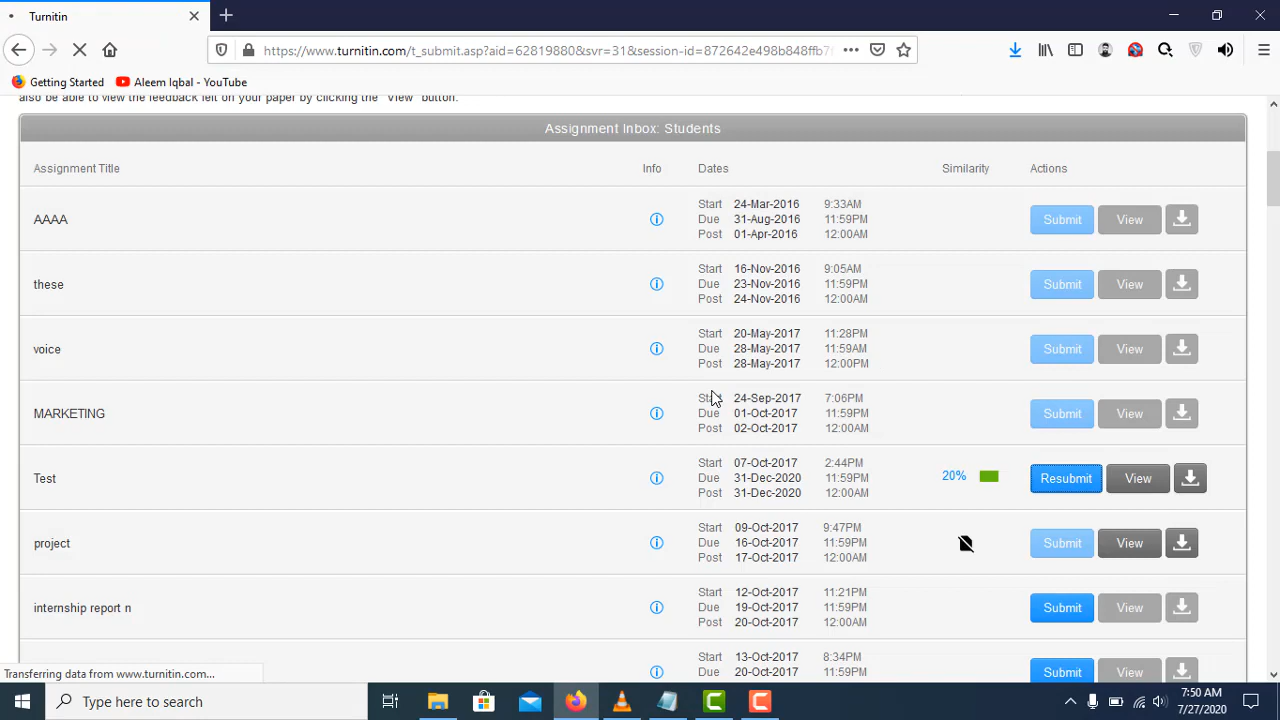 Turnitin
https://www.turnitin.com/t_submit.asp?aid=62819880&svr=31&session-id=872642e498b848ffb7
Getting Started Aleem Iqbal - YouTube
also be able to view the feedback left on your paper by clicking the "View" button.
Assignment Inbox: Students
Assignment Title Info Dates Similarity Actions
Start 24-Mar-2016 9:33AM
AAAA Due 31-Aug-2016 11:59PM Submit View
Post 01-Apr-2016 12:00AM
Start 16-Nov-2016 9:05AM
these Due 23-Nov-2016 11:59PM Submit View
Post 24-Nov-2016 12:00AM
Start 20-May-2017 11:28PM
voice Due 28-May-2017 11:59AM Submit View
Post 28-May-2017 12:00PM
Start 24-Sep-2017 7:06PM
MARKETING Due 01-Oct-2017 11:59PM Submit View
Post 02-Oct-2017 12:00AM
Start 07-Oct-2017 2:44PM
Test Due 31-Dec-2020 11:59PM 20% Resubmit View
Post 31-Dec-2020 12:00AM
Start 09-Oct-2017 9:47PM
project Due 16-Oct-2017 11:59PM Submit View
Post 17-Oct-2017 12:00AM
Start 12-Oct-2017 11:21PM
internship report n Due 19-Oct-2017 11:59PM Submit View
Post 20-Oct-2017 12:00AM
Start 13-Oct-2017 8:34PM
Due 20-Oct-2017 11:59PM Submit View
Transferring data from www.turnitin.com...
Type here to search
7:50 AM
7/27/2020